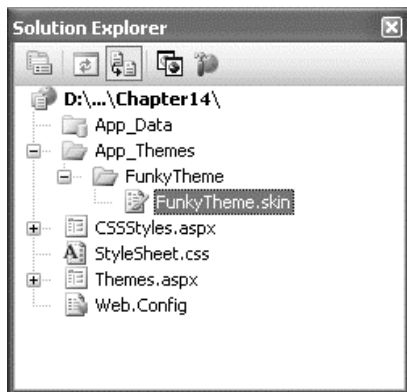 Solution Explorer
D:\...\Chapter14\
App_Data
App_Themes
FunkyTheme
FunkyTheme.skin
CSSStyles.aspx
StyleSheet.css
Themes.aspx
Web.Config